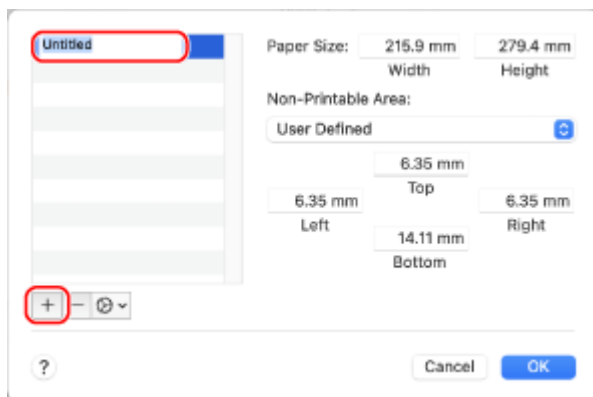 Untitled
Paper Size: 215.9 mm 279.4 mm
Width Height
Non-Printable Area:
User Defined
6.35 mm
Top
6.35 mm 6.35 mm
Left Right
14.11 mm
Bottom
+ −
?
Cancel OK